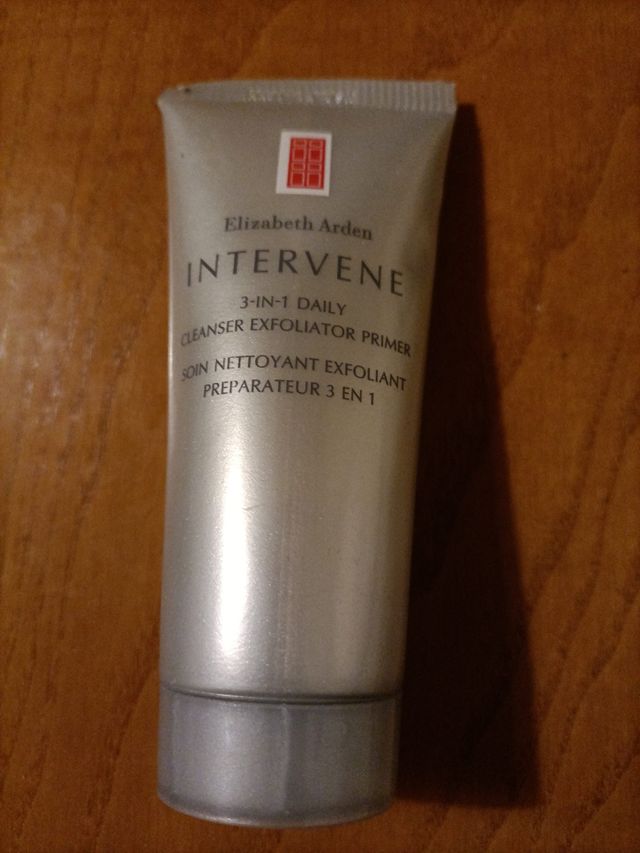 Elizabeth Arden
INTERVENE
3-IN-1 DAILY
CLEANSER EXFOLIATOR PRIMER
SOIN NETTOYANT EXFOLIANT
PREPARATEUR 3 EN 1